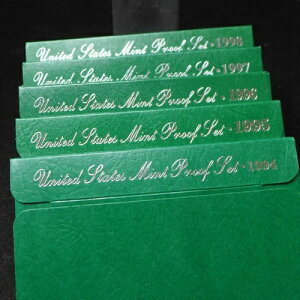 United States Mint Proof Set · 1998
United States Mint Proof Set · 1997
United States Mint Proof Set · 1996
United States Mint Proof Set · 1995
United States Mint Proof Set · 1994